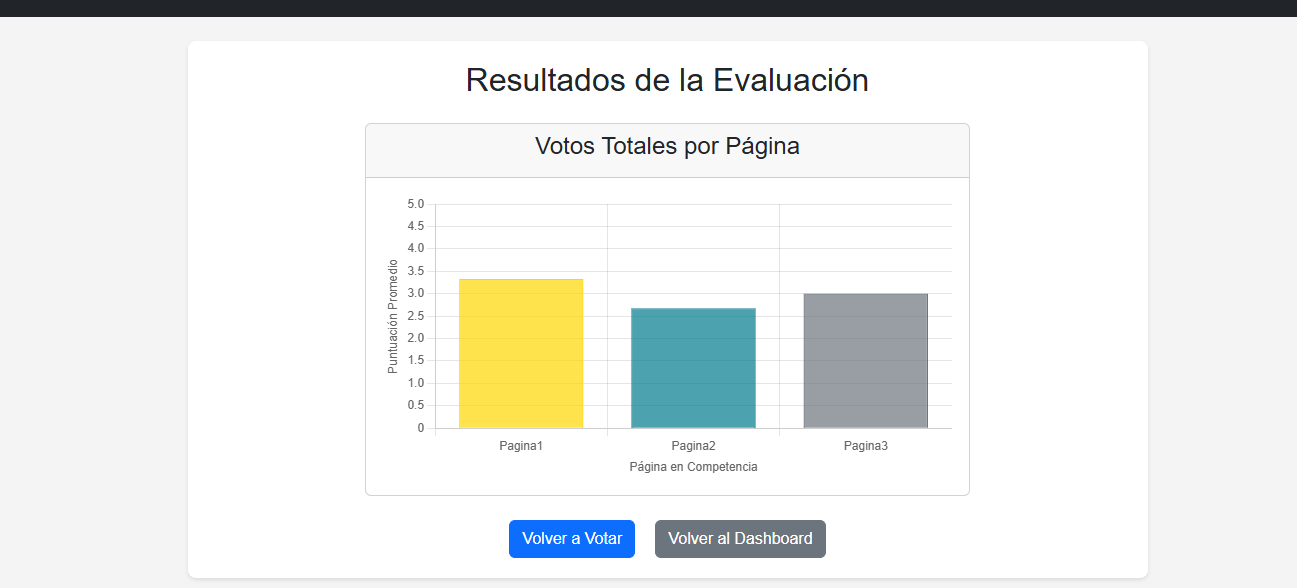 Resultados de la Evaluación
Votos Totales por Página
Puntuación Promedio
5.0
4.5
4.0
3.5
3.0
2.5
2.0
1.5
1.0
0.5
0
Pagina1 Pagina2 Pagina3
Página en Competencia
Volver a Votar Volver al Dashboard